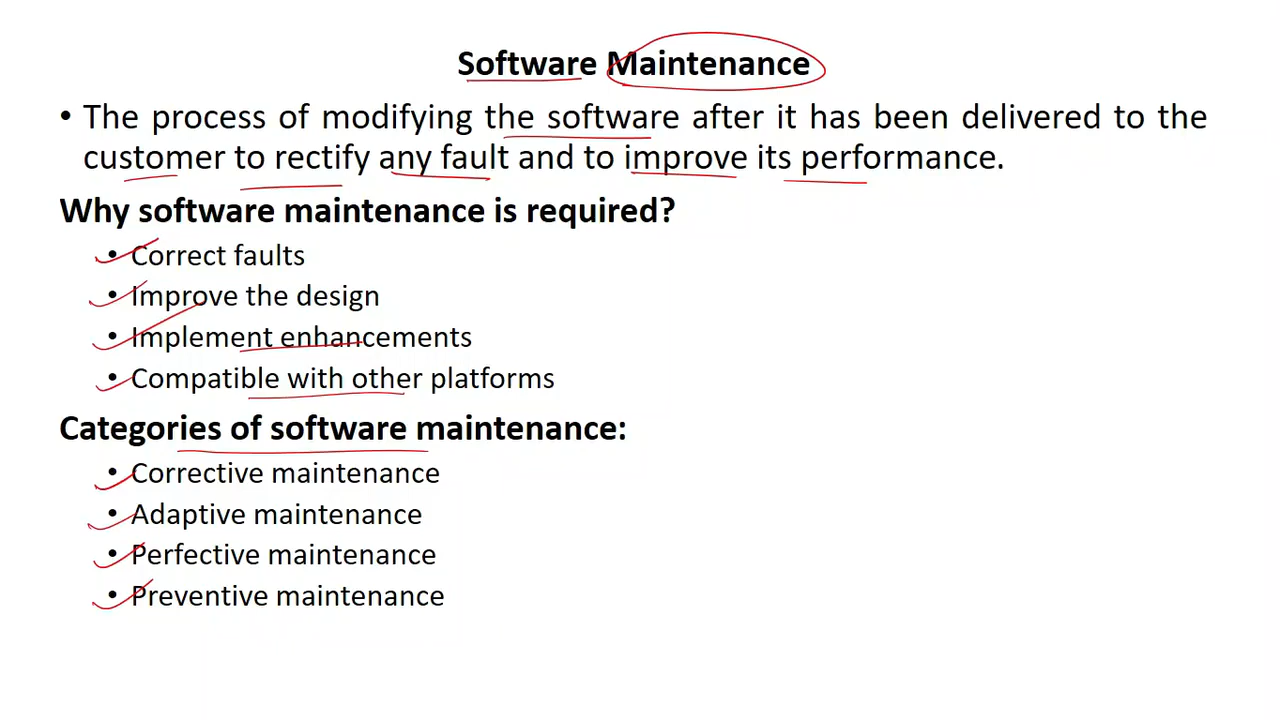 Software Maintenance
• The process of modifying the software after it has been delivered to the
customer to rectify any fault and to improve its performance.
Why software maintenance is required?
• Correct faults
• Improve the design
• Implement enhancements
• Compatible with other platforms
Categories of software maintenance:
• Corrective maintenance
• Adaptive maintenance
• Perfective maintenance
• Preventive maintenance